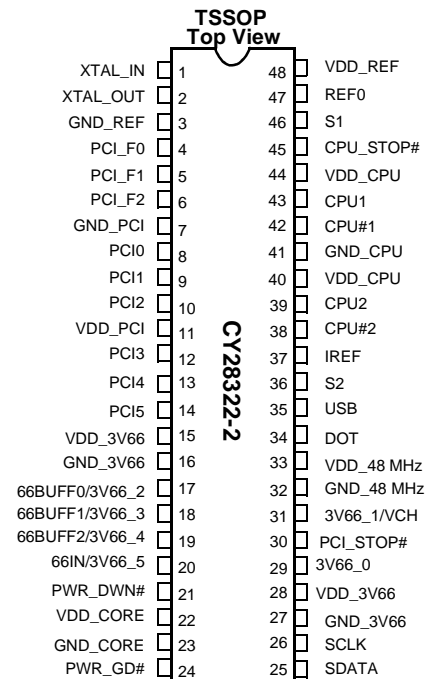 TSSOP
Top View
XTAL_IN 1 48 VDD_REF
XTAL_OUT 2 47 REF0
GND_REF 3 46 S1
PCI_F0 4 45 CPU_STOP#
PCI_F1 5 44 VDD_CPU
PCI_F2 6 43 CPU1
GND_PCI 7 42 CPU#1
PCI0 8 41 GND_CPU
PCI1 9 40 VDD_CPU
PCI2 10 39 CPU2
VDD_PCI 11 38 CPU#2
PCI3 12 37 IREF
PCI4 13 36 S2
PCI5 14 35 USB
VDD_3V66 15 34 DOT
GND_3V66 16 33 VDD_48 MHz
66BUFF0/3V66_2 17 32 GND_48 MHz
66BUFF1/3V66_3 18 31 3V66_1/VCH
66BUFF2/3V66_4 19 30 PCI_STOP#
66IN/3V66_5 20 29 3V66_0
PWR_DWN# 21 28 VDD_3V66
VDD_CORE 22 27 GND_3V66
GND_CORE 23 26 SCLK
PWR_GD# 24 25 SDATA
CY28322-2